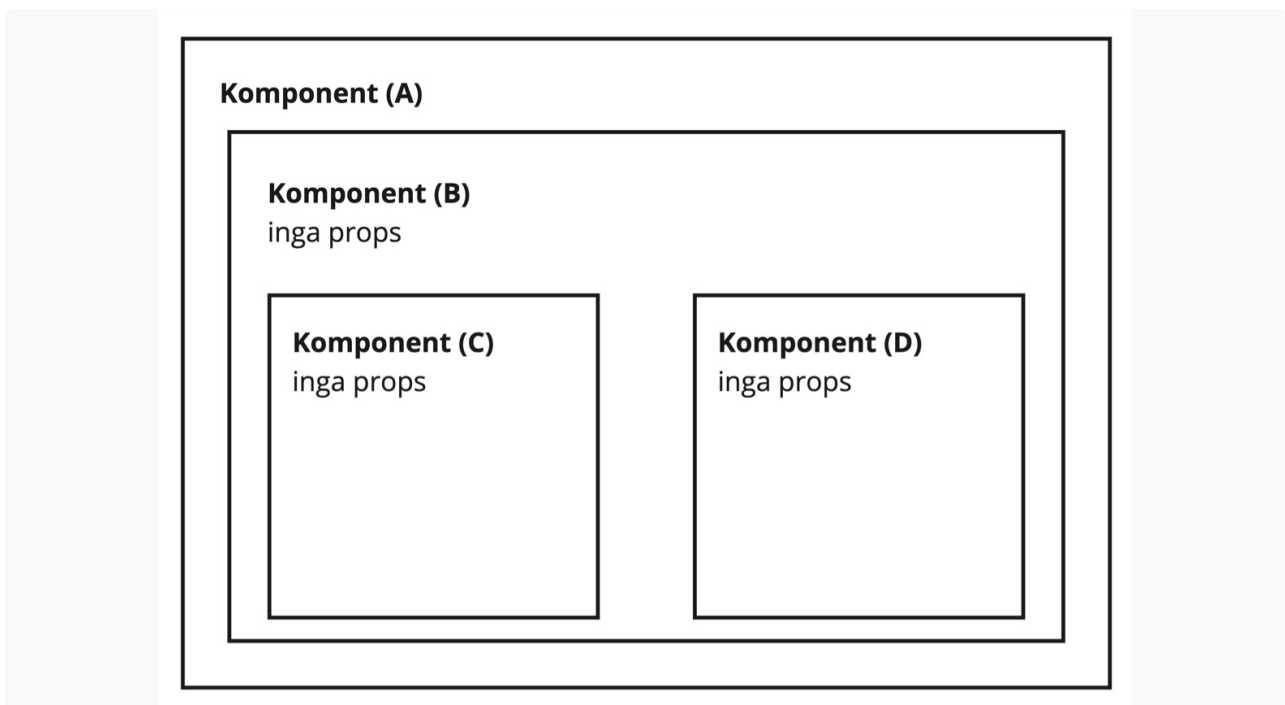 Komponent (A)
Komponent (B)
inga props
Komponent (C)
inga props
Komponent (D)
inga props